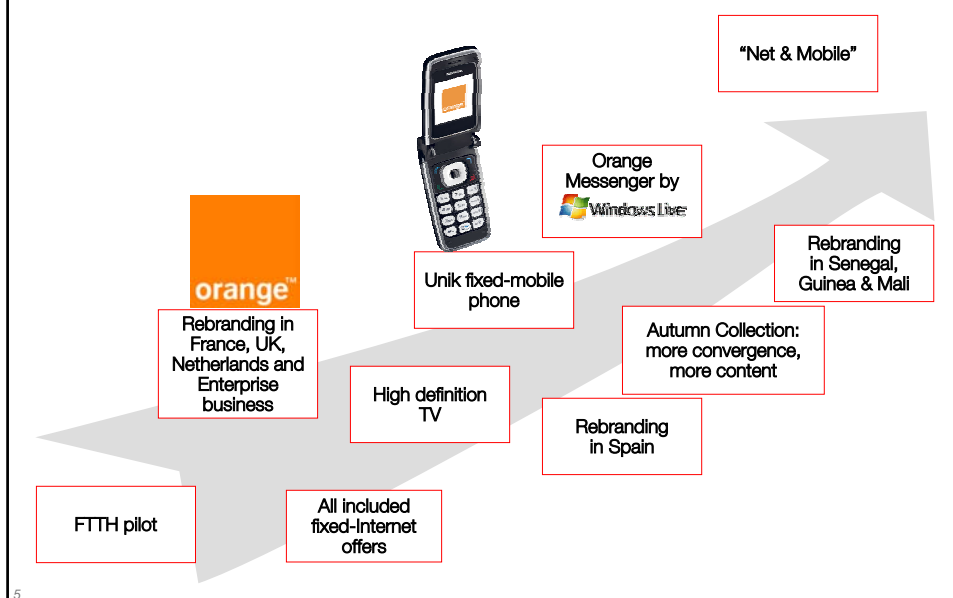 “Net & Mobile”
orange
Orange
Messenger by
Windows Live
Rebranding
in Senegal,
Guinea & Mali
orange™
Unik fixed-mobile
phone
Rebranding in
France, UK,
Netherlands and
Enterprise
business
Autumn Collection:
more convergence,
more content
High definition
TV
Rebranding
in Spain
FTTH pilot
All included
fixed-Internet
offers
5